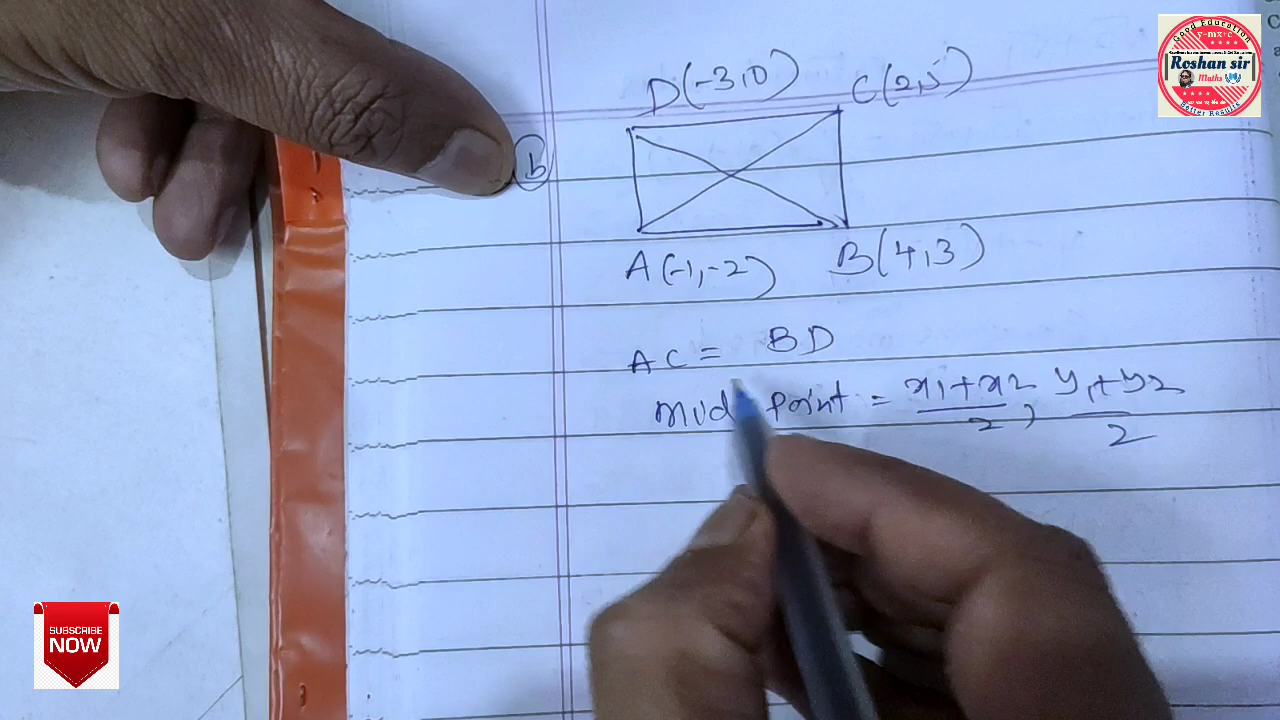 Good Education
y=mx+c
Roshan sir
Maths
Better Results
D(-3,0) C(2,5)
b
A(-1,-2) B(4,3)
AC = BD
Mid point = x1+x2/2, y1+y2/2
SUBSCRIBE
NOW